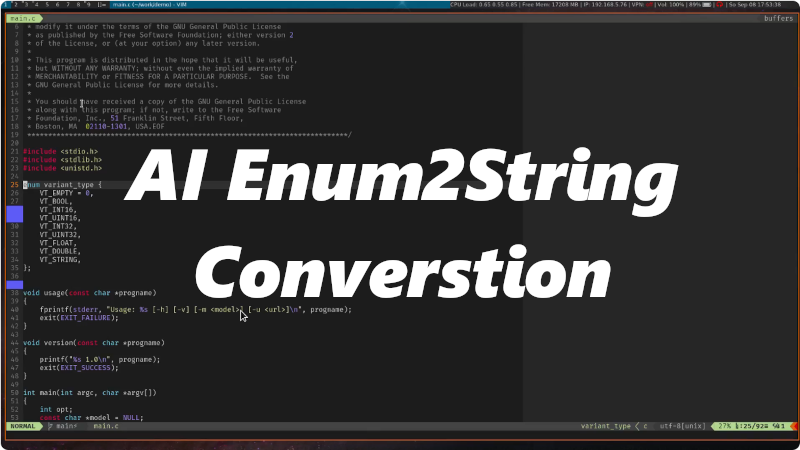 1 2 3 4 5 6 7 8 9 main.c (~/work/demo) - VIM CPU Load: 0.65 0.55 0.85 | Free Mem: 17208 MB | IP: 192.168 5.76 | VPN: | Vol: 100% | 89% | So Sep 08 17:53:38
main.c buffers
6 * modify it under the terms of the GNU General Public License
7 * as published by the Free Software Foundation; either version 2
8 * of the License, or (at your option) any later version.
9 *
10 * This program is distributed in the hope that it will be useful,
11 * but WITHOUT ANY WARRANTY; without even the implied warranty of
12 * MERCHANTABILITY or FITNESS FOR A PARTICULAR PURPOSE. See the
13 * GNU General Public License for more details.
14 *
15 * You should have received a copy of the GNU General Public License
16 * along with this program; if not, write to the Free Software
17 * Foundation, Inc., 51 Franklin Street, Fifth Floor,
18 * Boston, MA 02110-1301, USA.EOF
20
21 #include <stdio.h>
22 #include <stdlib.h>
23 #include <unistd.h>
24
25 enum variant_type {
26 VT_EMPTY = 0,
27 VT_BOOL,
VT_INT16,
VT_UINT16,
30 VT_INT32,
31 VT_UINT32,
32 VT_FLOAT,
33 VT_DOUBLE,
34 VT_STRING,
35 };
36
AI Enum2String
Converstion
38 void usage(const char *progname)
39 {
40 fprintf(stderr, "Usage: %s [-h] [-v] [-m <model>] [-u <url>]\n", progname);
41 exit(EXIT_FAILURE);
42 }
43
44 void version(const char *progname)
45 {
46 printf("%s 1.0\n", progname);
47 exit(EXIT_SUCCESS);
48 }
49
50 int main(int argc, char *argv[])
51 {
52 int opt;
53 const char *model = NULL;
NORMAL main* main.c variant_type < c utf-8[unix] 27% 25/92 1